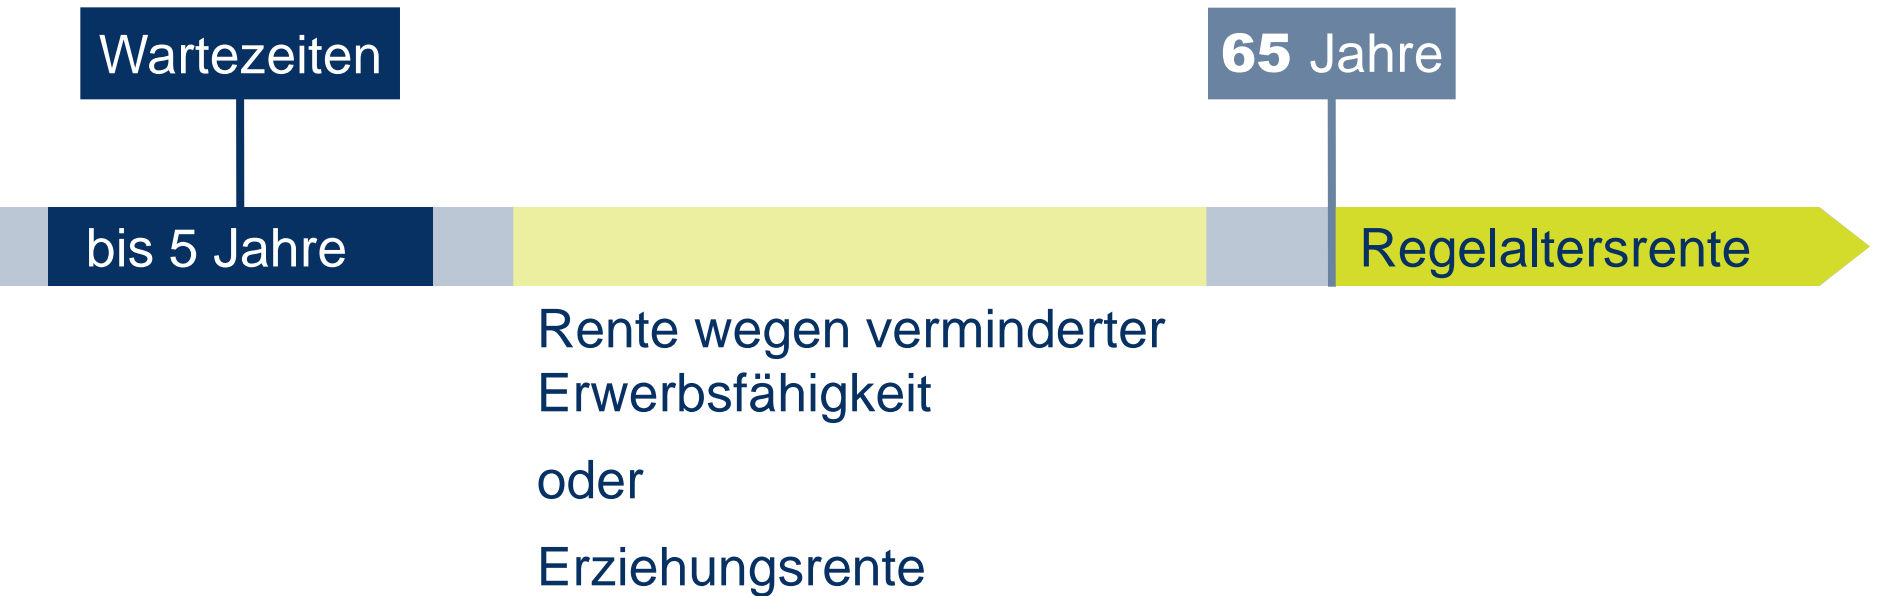 Wartezeiten
65 Jahre
bis 5 Jahre
Regelaltersrente
Rente wegen verminderter
Erwerbsfähigkeit
oder
Erziehungsrente